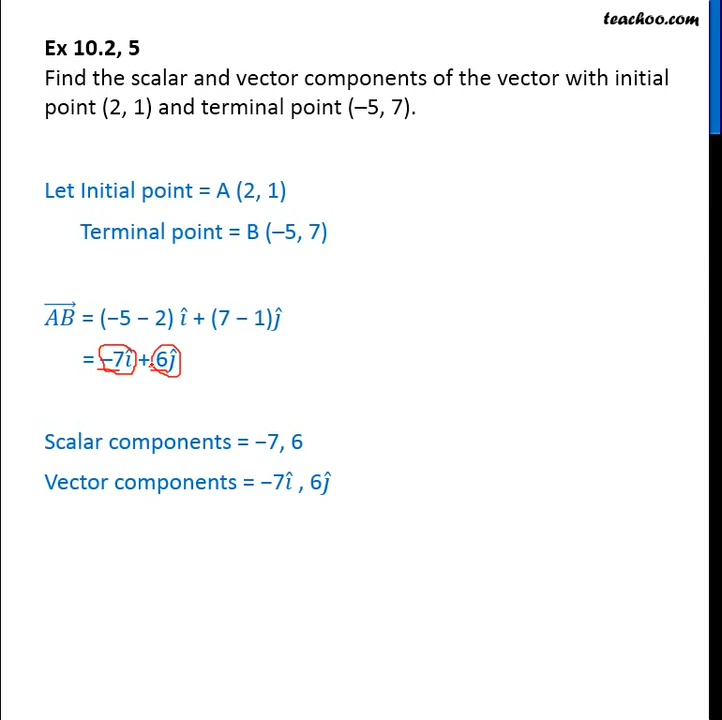 teachoo.com
Ex 10.2, 5
Find the scalar and vector components of the vector with initial
point (2, 1) and terminal point (–5, 7).
Let Initial point = A (2, 1)
Terminal point = B (–5, 7)
𝐴𝐵⃗ = (−5 − 2) 𝑖̂ + (7 − 1)𝑗̂
= −7𝑖̂ + 6𝑗̂
Scalar components = −7, 6
Vector components = −7𝑖̂ , 6𝑗̂